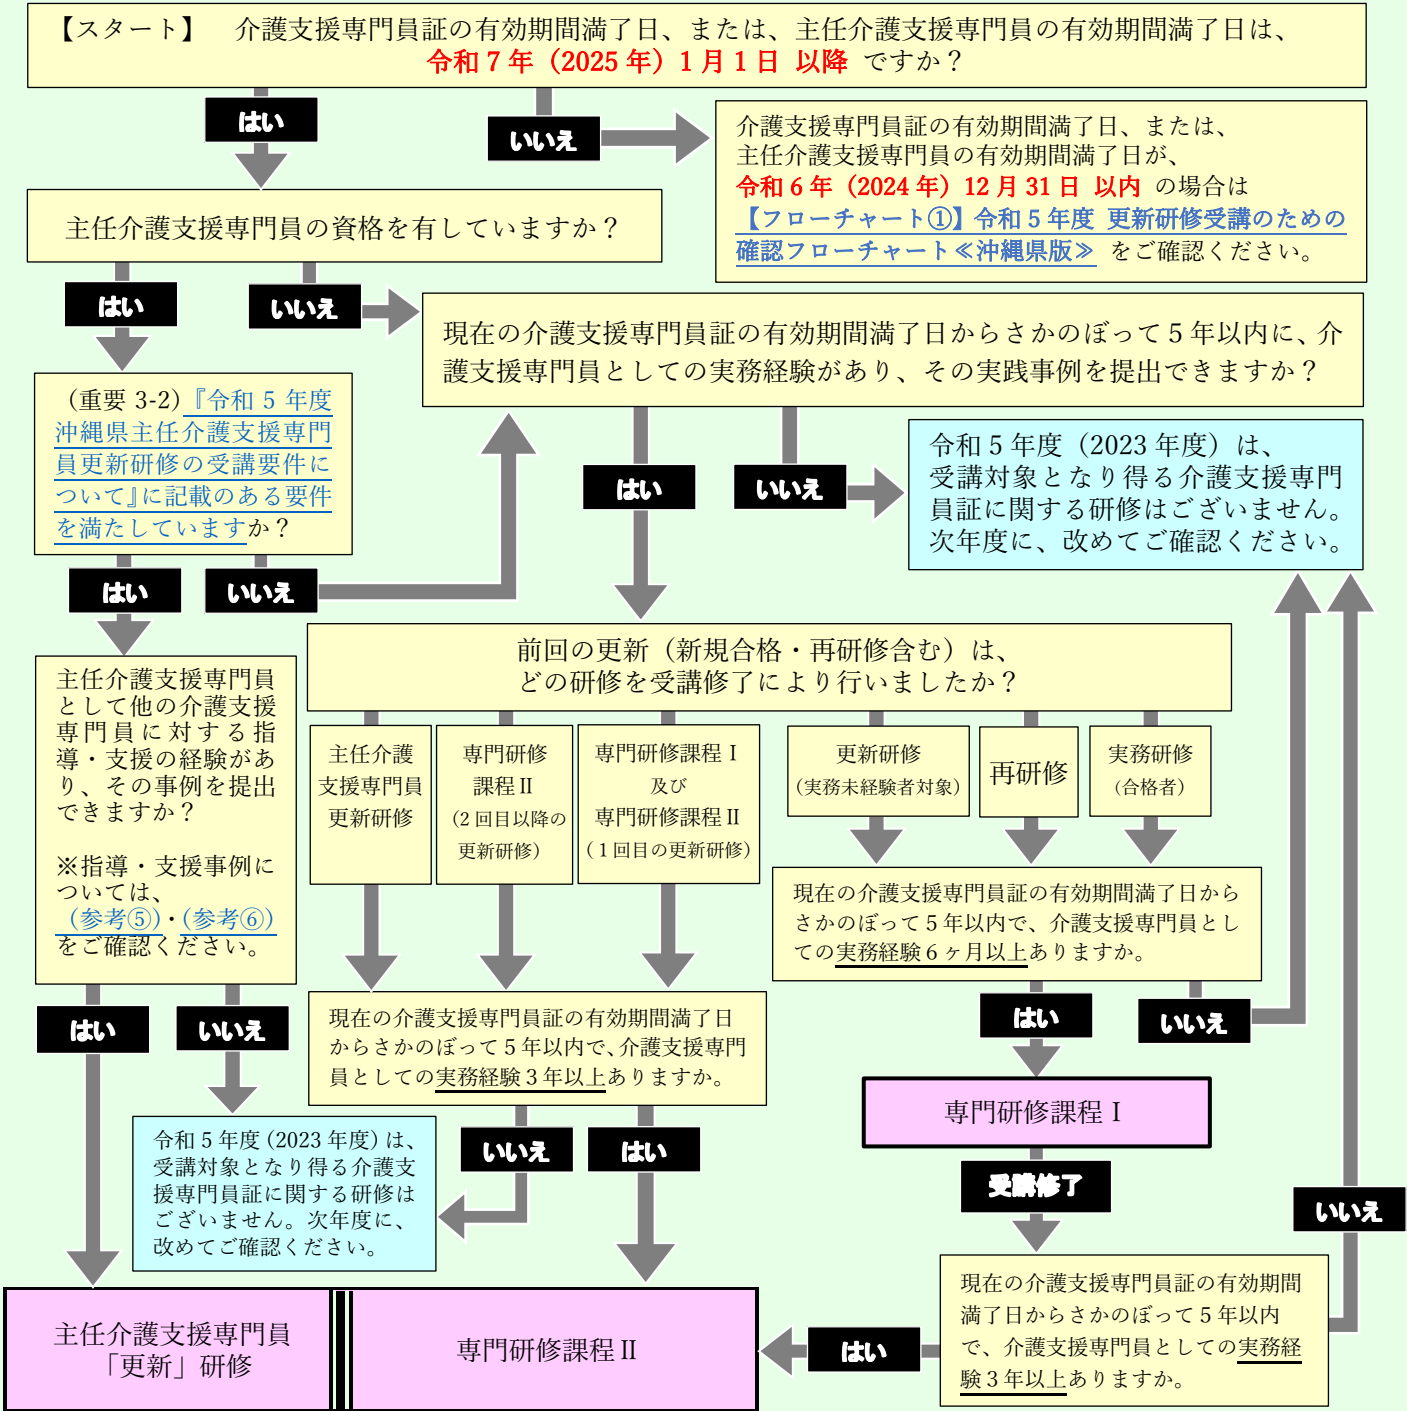 【スタート】 介護支援専門員証の有効期間満了日、または、主任介護支援専門員の有効期間満了日は、
令和７年（2025 年）１月１日 以降 ですか？
はい
いいえ
介護支援専門員証の有効期間満了日、または、
主任介護支援専門員の有効期間満了日が、
令和６年（2024 年）12 月 31 日 以内 の場合は
【フローチャート①】令和５年度 更新研修受講のための
確認フローチャート≪沖縄県版≫ をご確認ください。
主任介護支援専門員の資格を有していますか？
はい
いいえ
現在の介護支援専門員証の有効期間満了日からさかのぼって５年以内に、介
護支援専門員としての実務経験があり、その実践事例を提出できますか？
（重要 3-2）『令和 5 年度
沖縄県主任介護支援専門
員更新研修の受講要件に
ついて』に記載のある要件
を満たしていますか？
はい
いいえ
はい
いいえ
令和５年度（2023 年度）は、
受講対象となり得る介護支援専門
員証に関する研修はございません。
次年度に、改めてご確認ください。
前回の更新（新規合格・再研修含む）は、
どの研修を受講修了により行いましたか？
主任介護支援専門員
として他の介護支援
専門員に対する指
導・支援の経験があ
り、その事例を提出
できますか？
※指導・支援事例に
ついては、
（参考⑤）・（参考⑥）
をご確認ください。
主任介護
支援専門員
更新研修
専門研修
課程Ⅱ
（２回目以降の
更新研修）
専門研修課程Ⅰ
及び
専門研修課程Ⅱ
（１回目の更新研修）
更新研修
（実務未経験者対象）
再研修
実務研修
（合格者）
現在の介護支援専門員証の有効期間満了日から
さかのぼって５年以内で、介護支援専門員とし
ての実務経験６ヶ月以上ありますか。
はい
いいえ
現在の介護支援専門員証の有効期間満了日
からさかのぼって５年以内で、介護支援専門
員としての実務経験３年以上ありますか。
はい
いいえ
専門研修課程Ⅰ
令和５年度（2023 年度）は、
受講対象となり得る介護支
援専門員証に関する研修は
ございません。次年度に、
改めてご確認ください。
いいえ
はい
受講修了
いいえ
現在の介護支援専門員証の有効期間
満了日からさかのぼって５年以内
で、介護支援専門員としての実務経
験３年以上ありますか。
はい
主任介護支援専門員
「更新」研修
専門研修課程Ⅱ